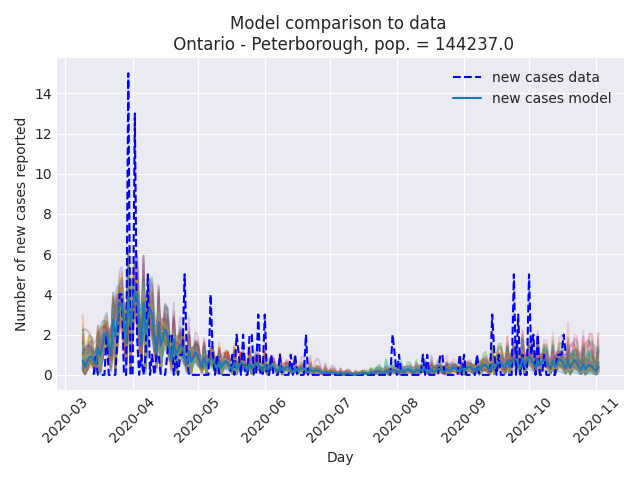 Model comparison to data
Ontario - Peterborough, pop. = 144237.0
new cases data
new cases model
Number of new cases reported
14
12
10
8
6
4
2
0
2020-03
2020-04
2020-05
2020-06
2020-07
2020-08
2020-09
2020-10
2020-11
Day